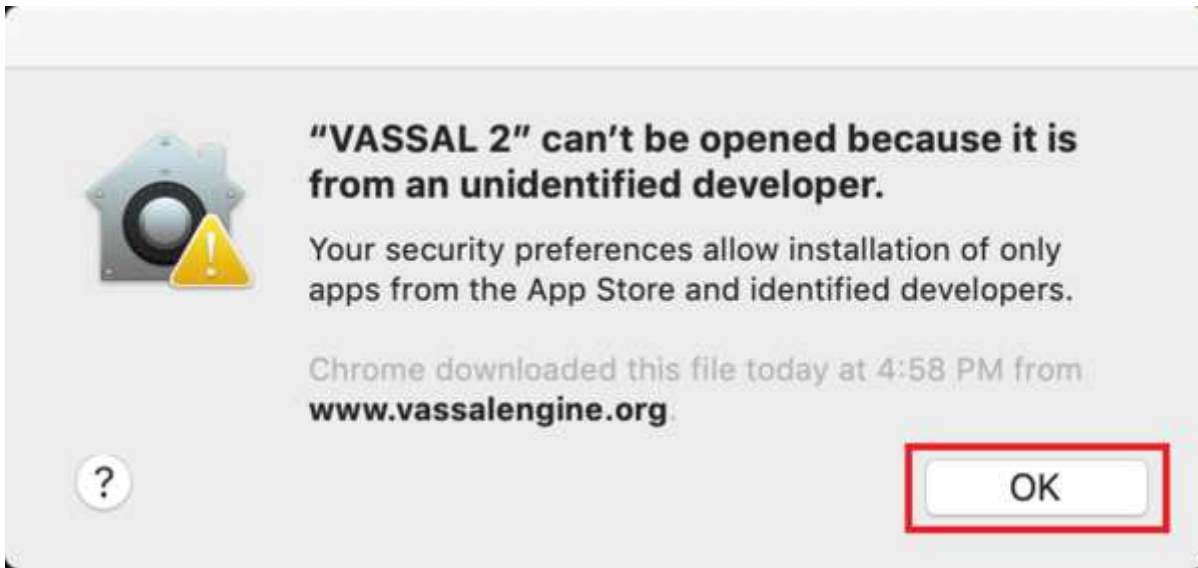 “VASSAL 2” can’t be opened because it is
from an unidentified developer.
Your security preferences allow installation of only
apps from the App Store and identified developers.
Chrome downloaded this file today at 4:58 PM from
www.vassalengine.org.
?
OK